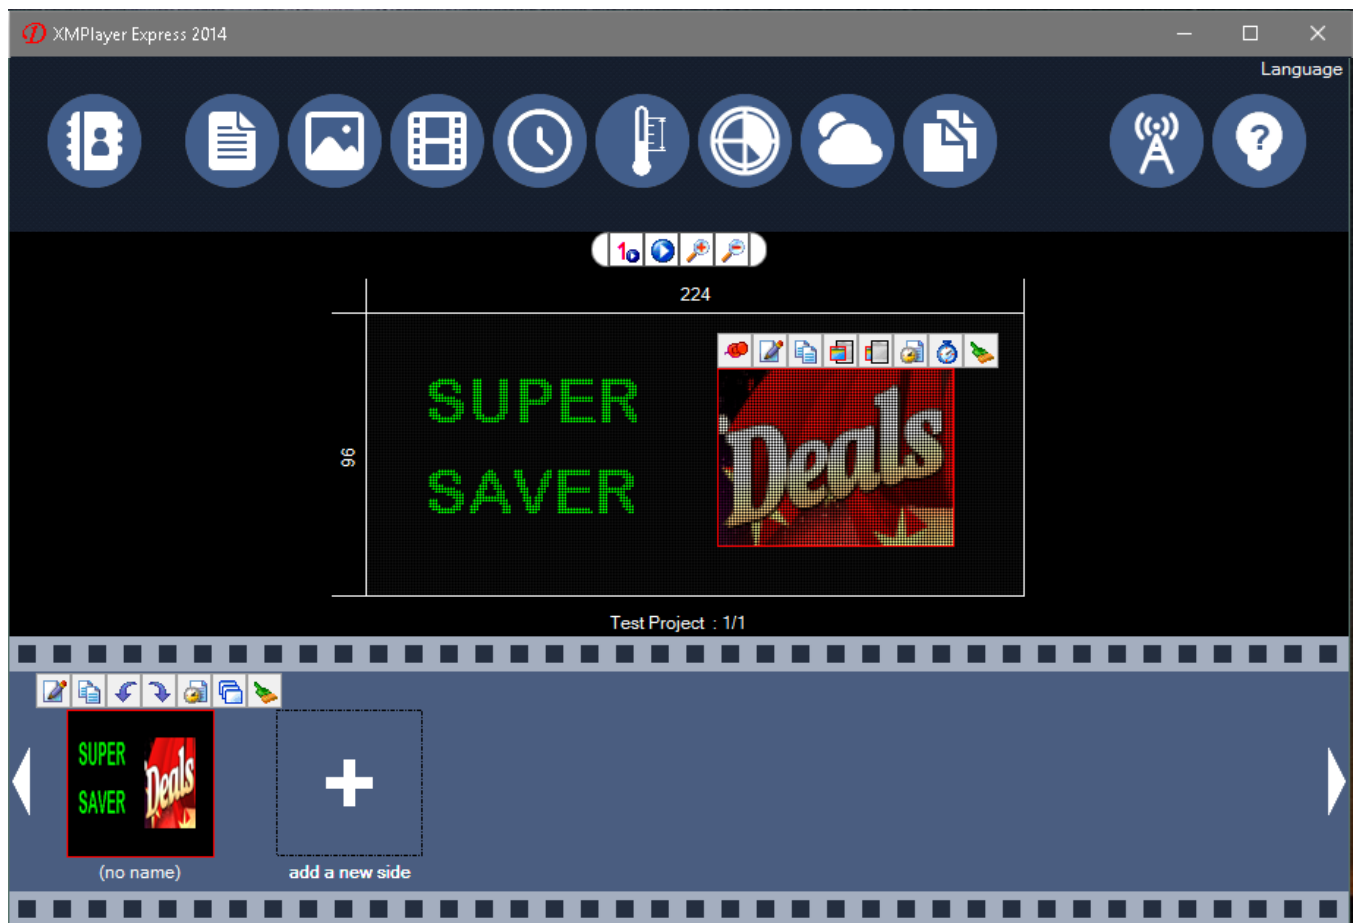 XMPlayer Express 2014
Language
224
96
SUPER
SAVER
Deals
Test Project : 1/1
SUPER
SAVER
Deals
(no name)
add a new side